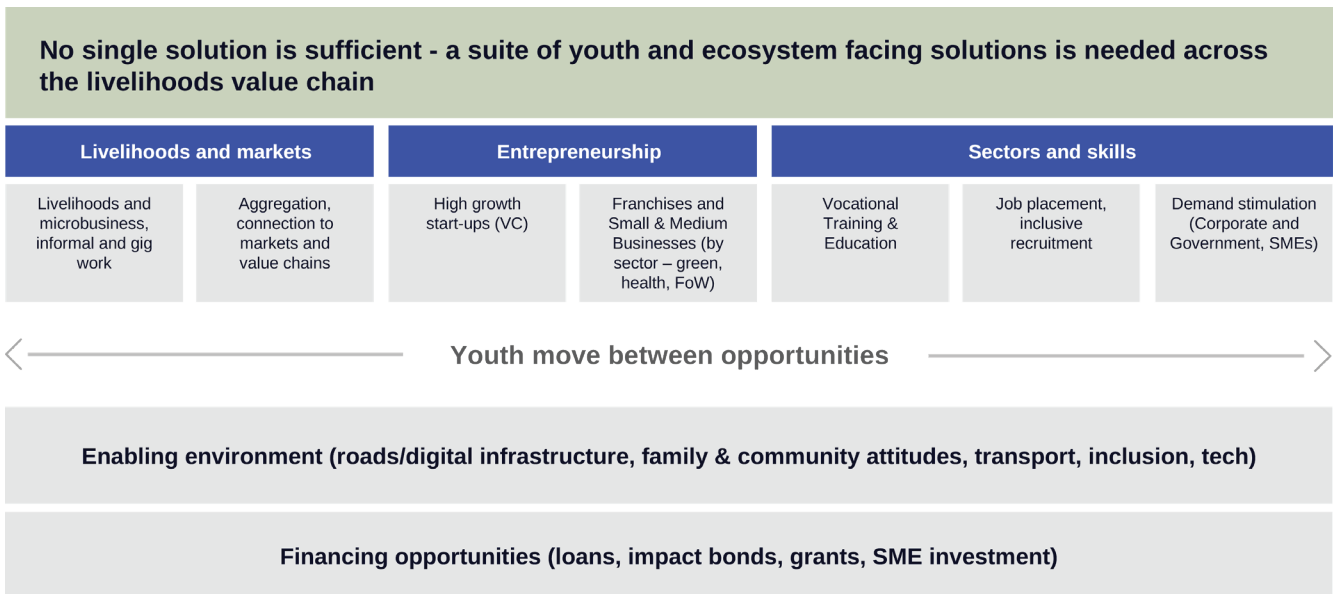 No single solution is sufficient - a suite of youth and ecosystem facing solutions is needed across
the livelihoods value chain
Livelihoods and markets
Entrepreneurship
Sectors and skills
Livelihoods and
microbusiness,
informal and gig
work
Aggregation,
connection to
markets and
value chains
High growth
start-ups (VC)
Franchises and
Small & Medium
Businesses (by
sector – green,
health, FoW)
Vocational
Training &
Education
Job placement,
inclusive
recruitment
Demand stimulation
(Corporate and
Government, SMEs)
Youth move between opportunities
Enabling environment (roads/digital infrastructure, family & community attitudes, transport, inclusion, tech)
Financing opportunities (loans, impact bonds, grants, SME investment)